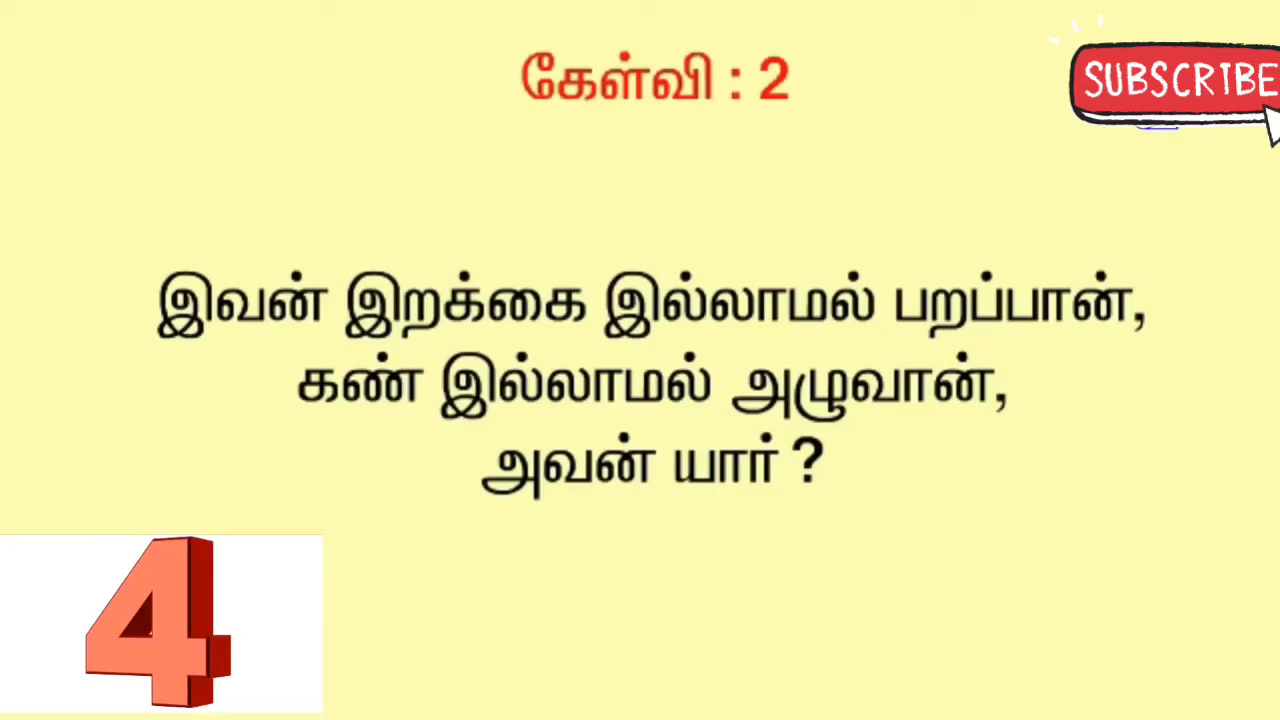 கேள்வி : 2
SUBSCRIBE
இவன் இறக்கை இல்லாமல் பறப்பான்,
கண் இல்லாமல் அழுவான்,
அவன் யார் ?
4